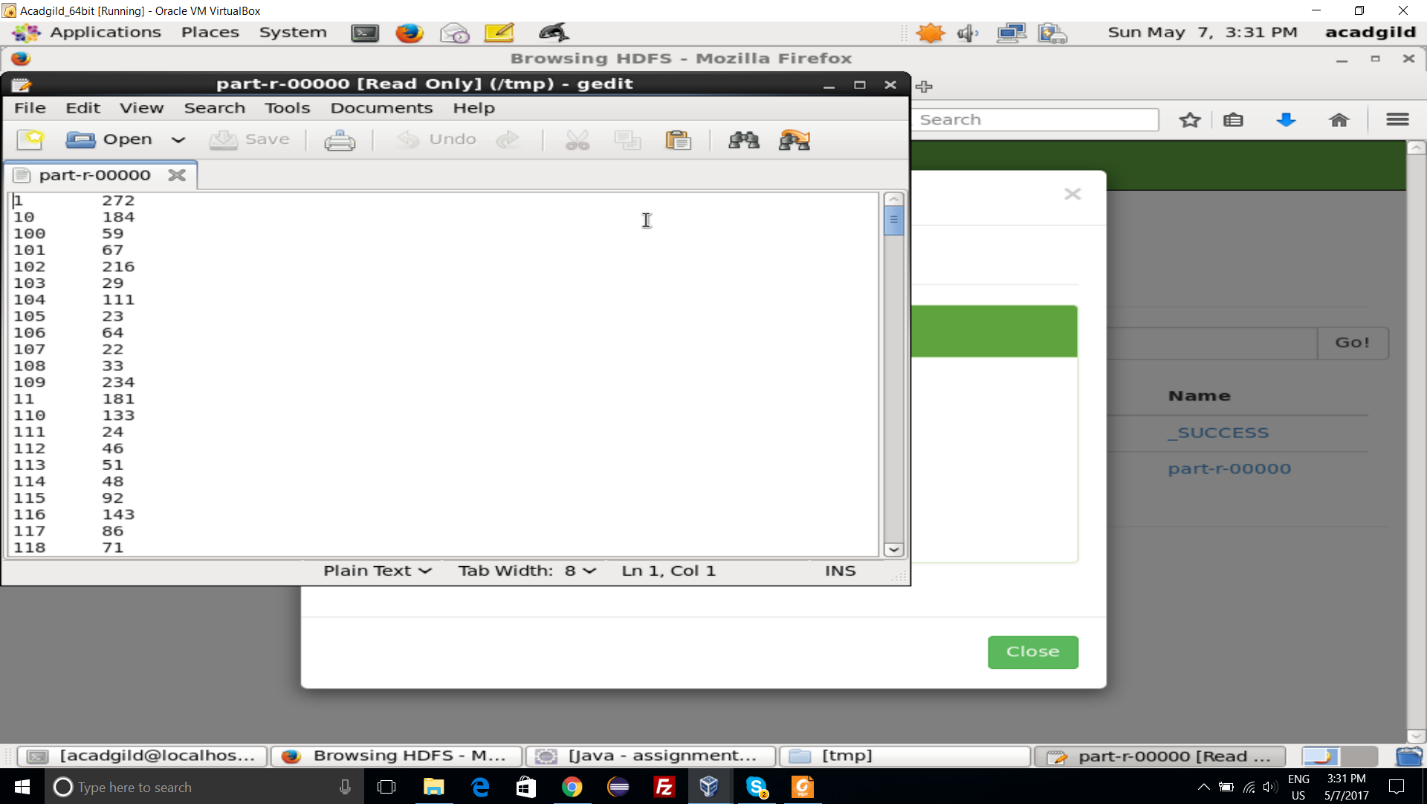 Acadgild_64bit [Running] - Oracle VM VirtualBox
Applications Places System Sun May 7, 3:31 PM acadgild
Browsing HDFS - Mozilla Firefox
part-r-00000 [Read Only] (/tmp) - gedit
File Edit View Search Tools Documents Help
Search
Open Save Undo
part-r-00000
1 272
10 184
100 59
101 67
102 216
103 29
104 111
105 23
106 64
107 22
108 33
109 234
11 181
110 133
111 24
112 46
113 51
114 48
115 92
116 143
117 86
118 71
Plain Text Tab Width: 8 Ln 1, Col 1 INS
Go!
Name
_SUCCESS
part-r-00000
Close
[acadgild@localhos... Browsing HDFS - M... [Java - assignment... [tmp] part-r-00000 [Read ...
Type here to search
ENG 3:31 PM
US 5/7/2017